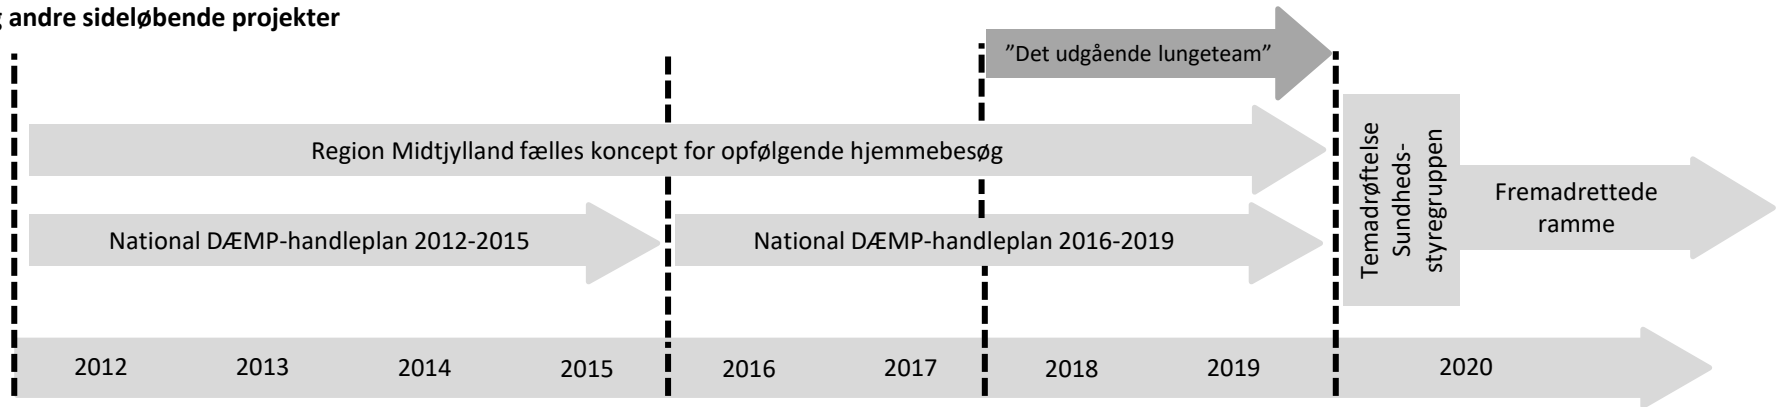 andre sideløbende projekter
”Det udgående lungeteam”
Region Midtjylland fælles koncept for opfølgende hjemmebesøg
National DÆMP-handleplan 2012-2015
National DÆMP-handleplan 2016-2019
Temadrøftelse
Sundheds-
styregruppen
Fremadrettede
ramme
2012
2013
2014
2015
2016
2017
2018
2019
2020